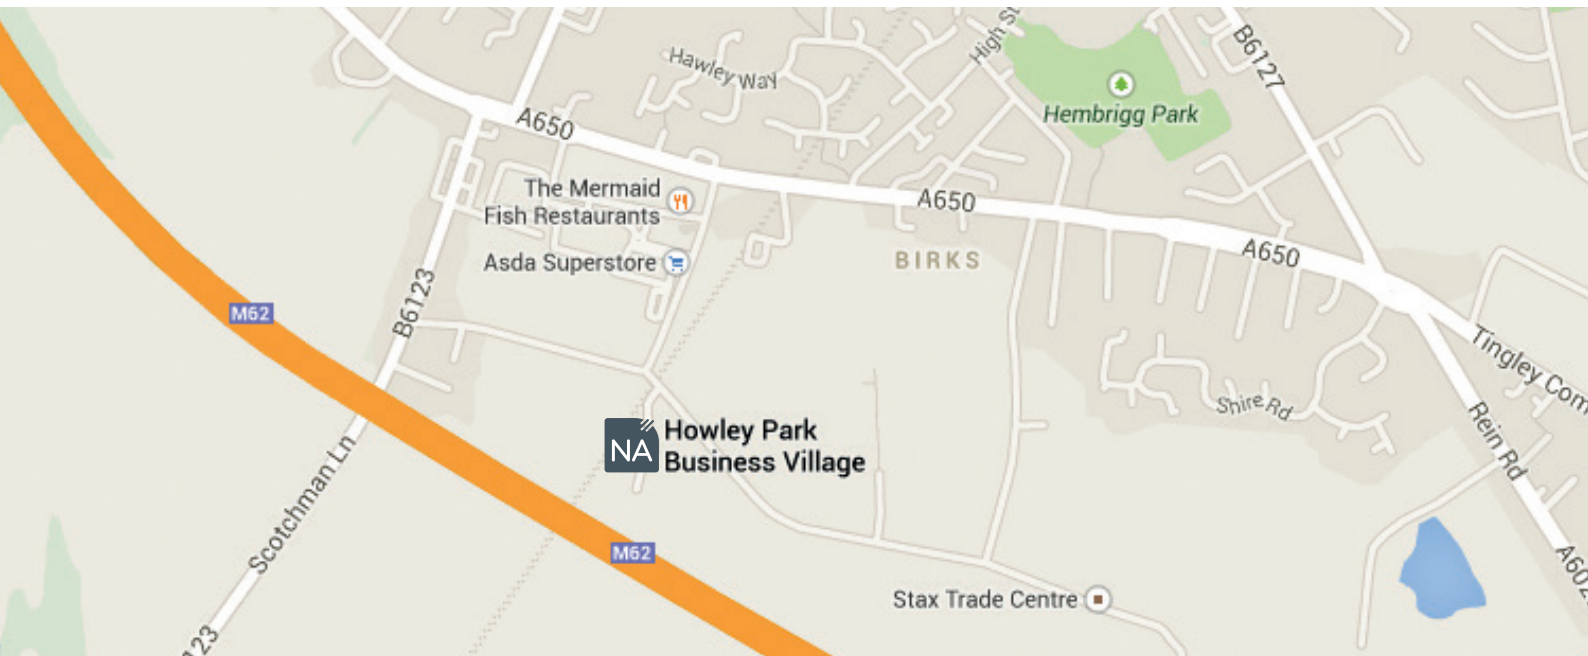 High St
B6127
Hawley Way
Hembrigg Park
A650
The Mermaid
Fish Restaurants
A650
A650
BIRKS
Asda Superstore
B6123
M62
Tingley Com
Shire Rd
Rein Rd
NA
Howley Park
Business Village
Scotchman Ln
M62
A602
Stax Trade Centre
123